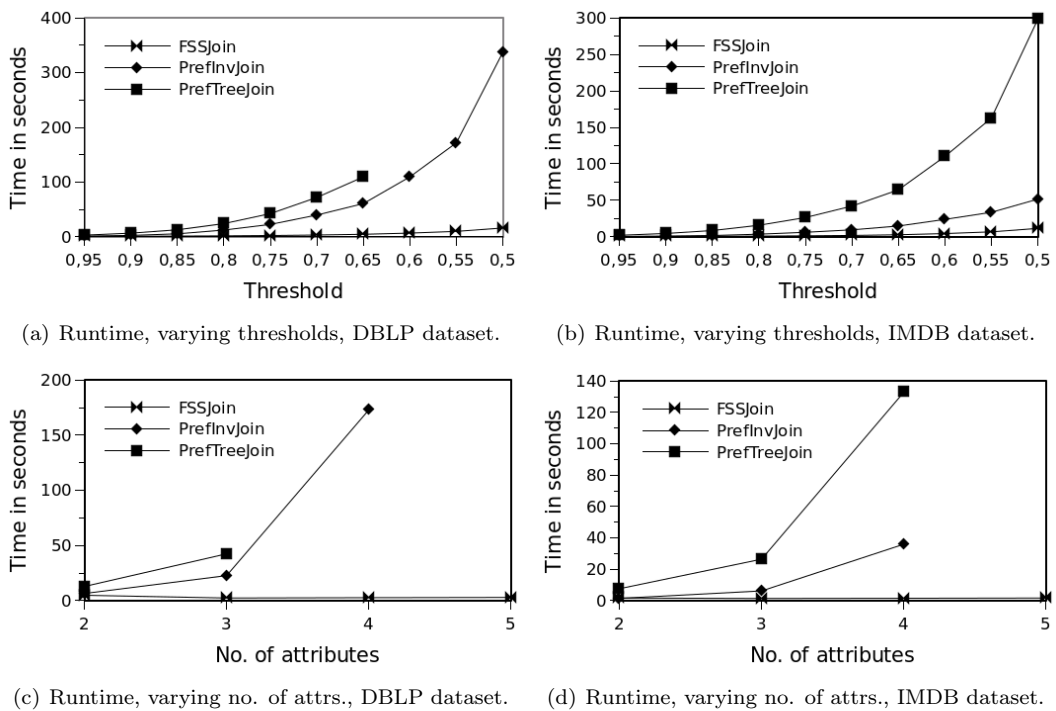 400
300
200
100
0
Time in seconds
FSSJoin
PrefInvJoin
PrefTreeJoin
0,95 0,9 0,85 0,8 0,75 0,7 0,65 0,6 0,55 0,5
Threshold
(a) Runtime, varying thresholds, DBLP dataset.
300
250
200
150
100
50
0
Time in seconds
FSSJoin
PrefInvJoin
PrefTreeJoin
0,95 0,9 0,85 0,8 0,75 0,7 0,65 0,6 0,55 0,5
Threshold
(b) Runtime, varying thresholds, IMDB dataset.
200
150
100
50
0
Time in seconds
FSSJoin
PrefInvJoin
PrefTreeJoin
2 3 4 5
No. of attributes
(c) Runtime, varying no. of attrs., DBLP dataset.
140
120
100
80
60
40
20
0
Time in seconds
FSSJoin
PrefInvJoin
PrefTreeJoin
2 3 4 5
No. of attributes
(d) Runtime, varying no. of attrs., IMDB dataset.